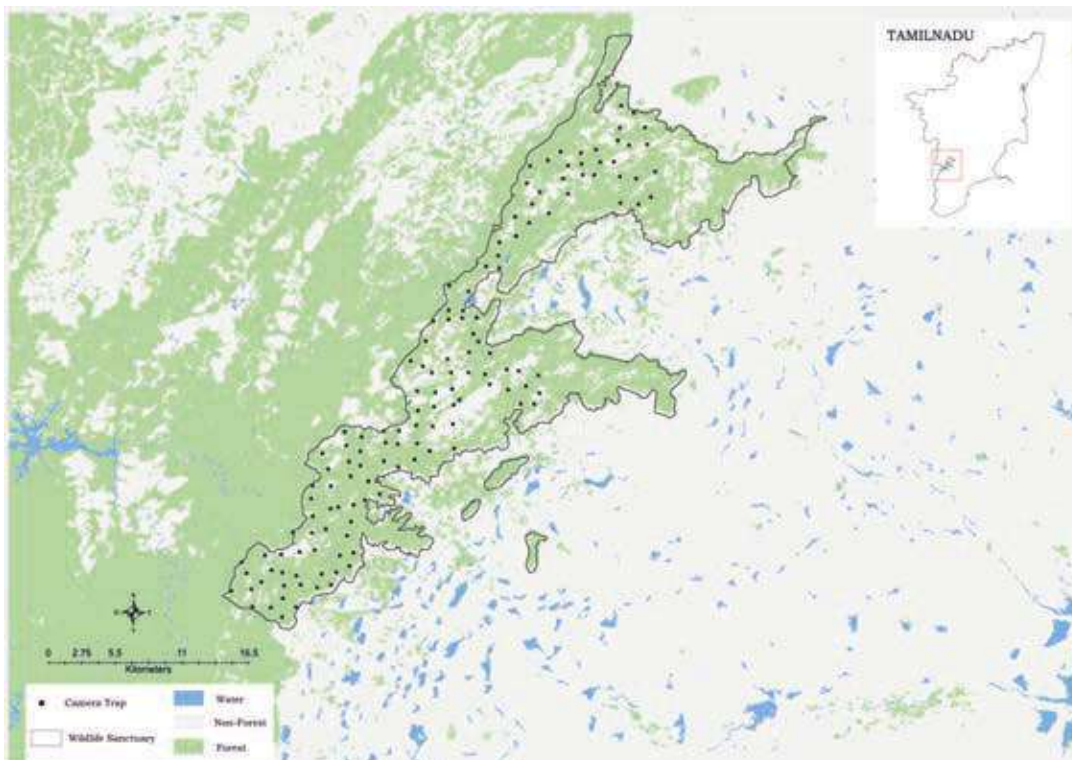 TAMILNADU
0 2.75 5.5 11 16.5
Kilometers
Camera Trap
Wildlife Sanctuary
Water
Non-Forest
Forest